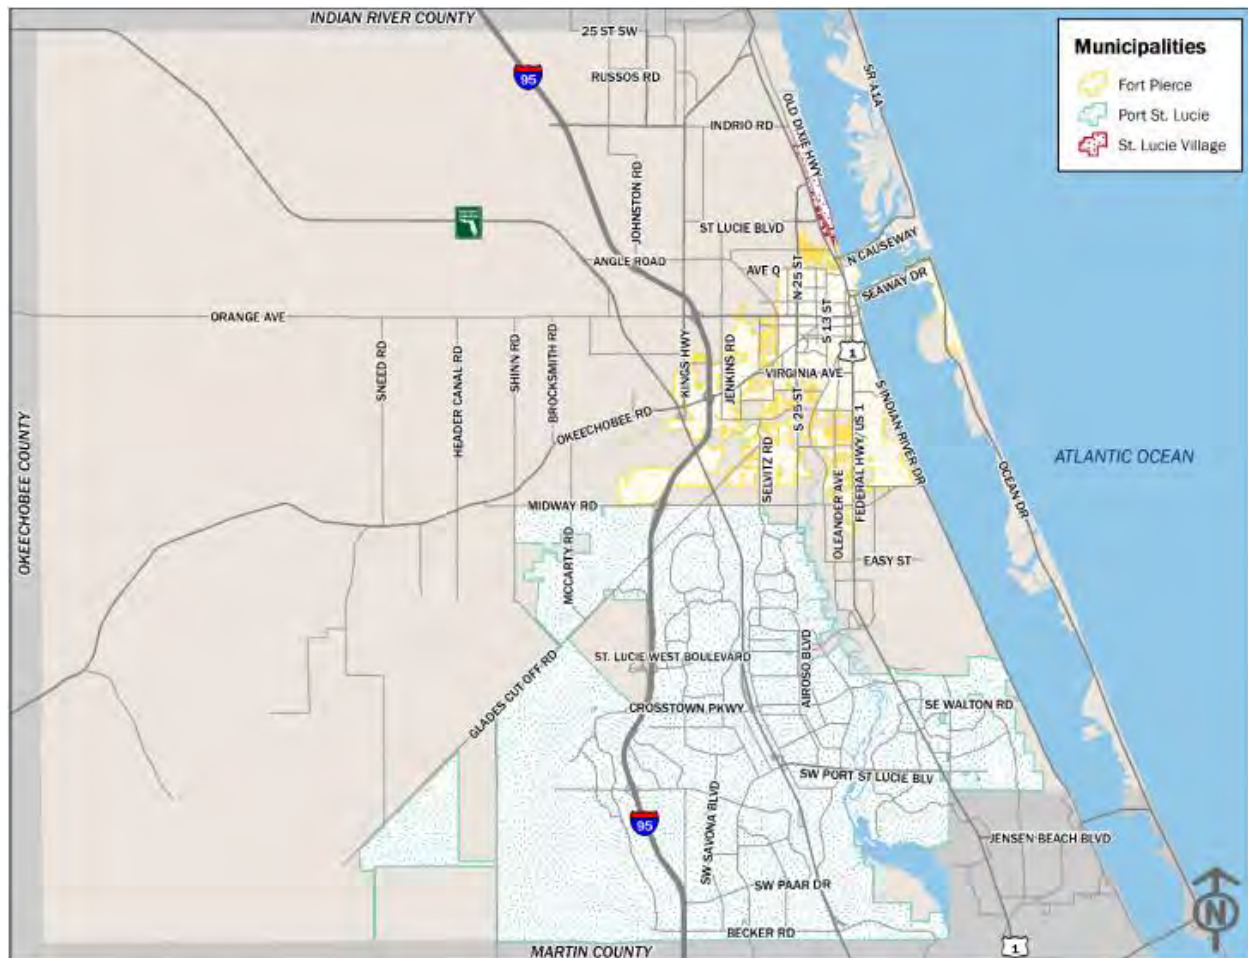 INDIAN RIVER COUNTY
25 ST SW
95
RUSSOS RD
SR A1A
Municipalities
Fort Pierce
Port St. Lucie
St. Lucie Village
OLD DIXIE HWY
INDRIO RD
JOHNSTON RD
ST LUCIE BLVD
N CAUSEWAY
ANGLE ROAD
AVE Q
N 25 ST
SEAWAY DR
ORANGE AVE
S 13 ST
SNEED RD
HEADER CANAL RD
SHINN RD
BROCKSMITH RD
KINGS HWY
JENKINS RD
1
VIRGINIA AVE
S 25 ST
S INDIAN RIVER DR
OKEECHOBEE RD
FEDERAL HWY/US 1
OKEECHOBEE COUNTY
ATLANTIC OCEAN
SELVITZ RD
OCEAN DR
MIDWAY RD
OLEANDER AVE
MCCARTY RD
EASY ST
ST. LUCIE WEST BOULEVARD
AIROSO BLVD
GLADES CUT OFF RD
CROSSTOWN PKWY
SE WALTON RD
SW PORT ST LUCIE BLV
95
SW SAVONA BLVD
JENSEN BEACH BLVD
SW PAAR DR
BECKER RD
N
1
MARTIN COUNTY